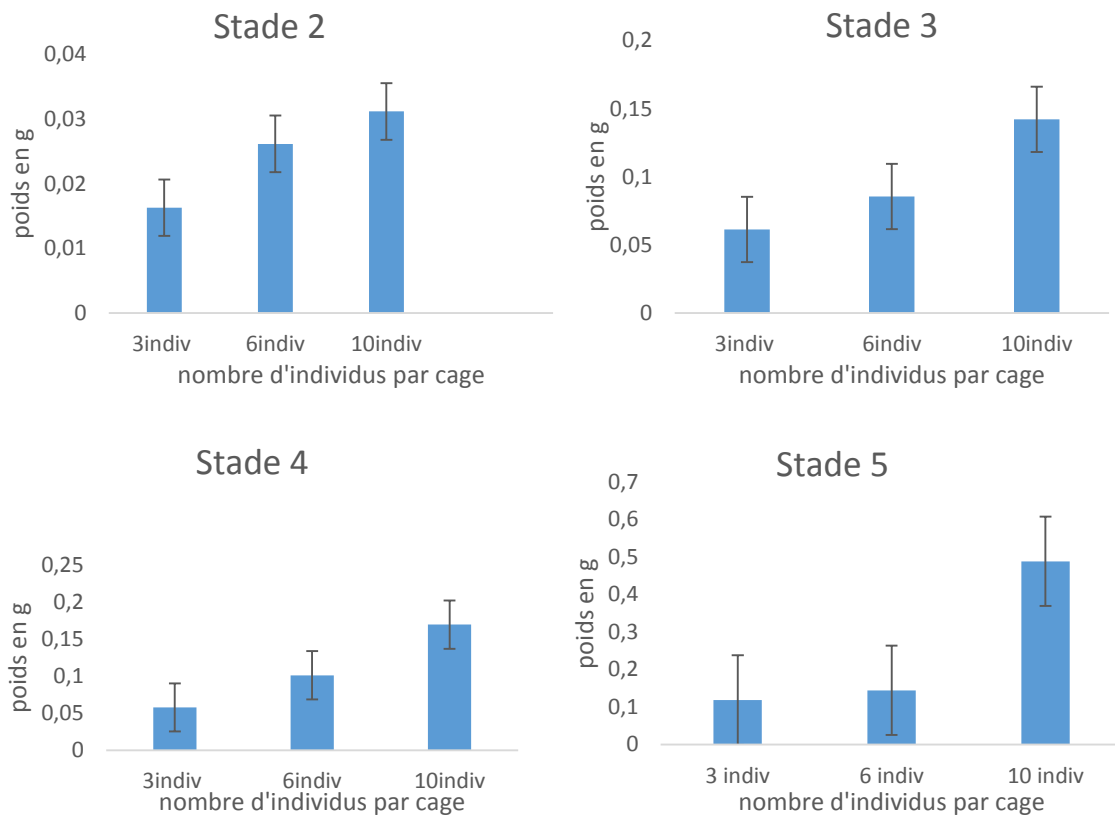 Stade 2
0,04
0,03
0,02
0,01
0
poids en g
3indiv 6indiv 10indiv
nombre d'individus par cage
Stade 3
0,2
0,15
0,1
0,05
0
poids en g
3indiv 6indiv 10indiv
nombre d'individus par cage
Stade 4
0,25
0,2
0,15
0,1
0,05
0
poids en g
3indiv 6indiv 10indiv
nombre d'individus par cage
Stade 5
0,7
0,6
0,5
0,4
0,3
0,2
0,1
0
poids en g
3 indiv 6 indiv 10 indiv
nombre d'individus par cage